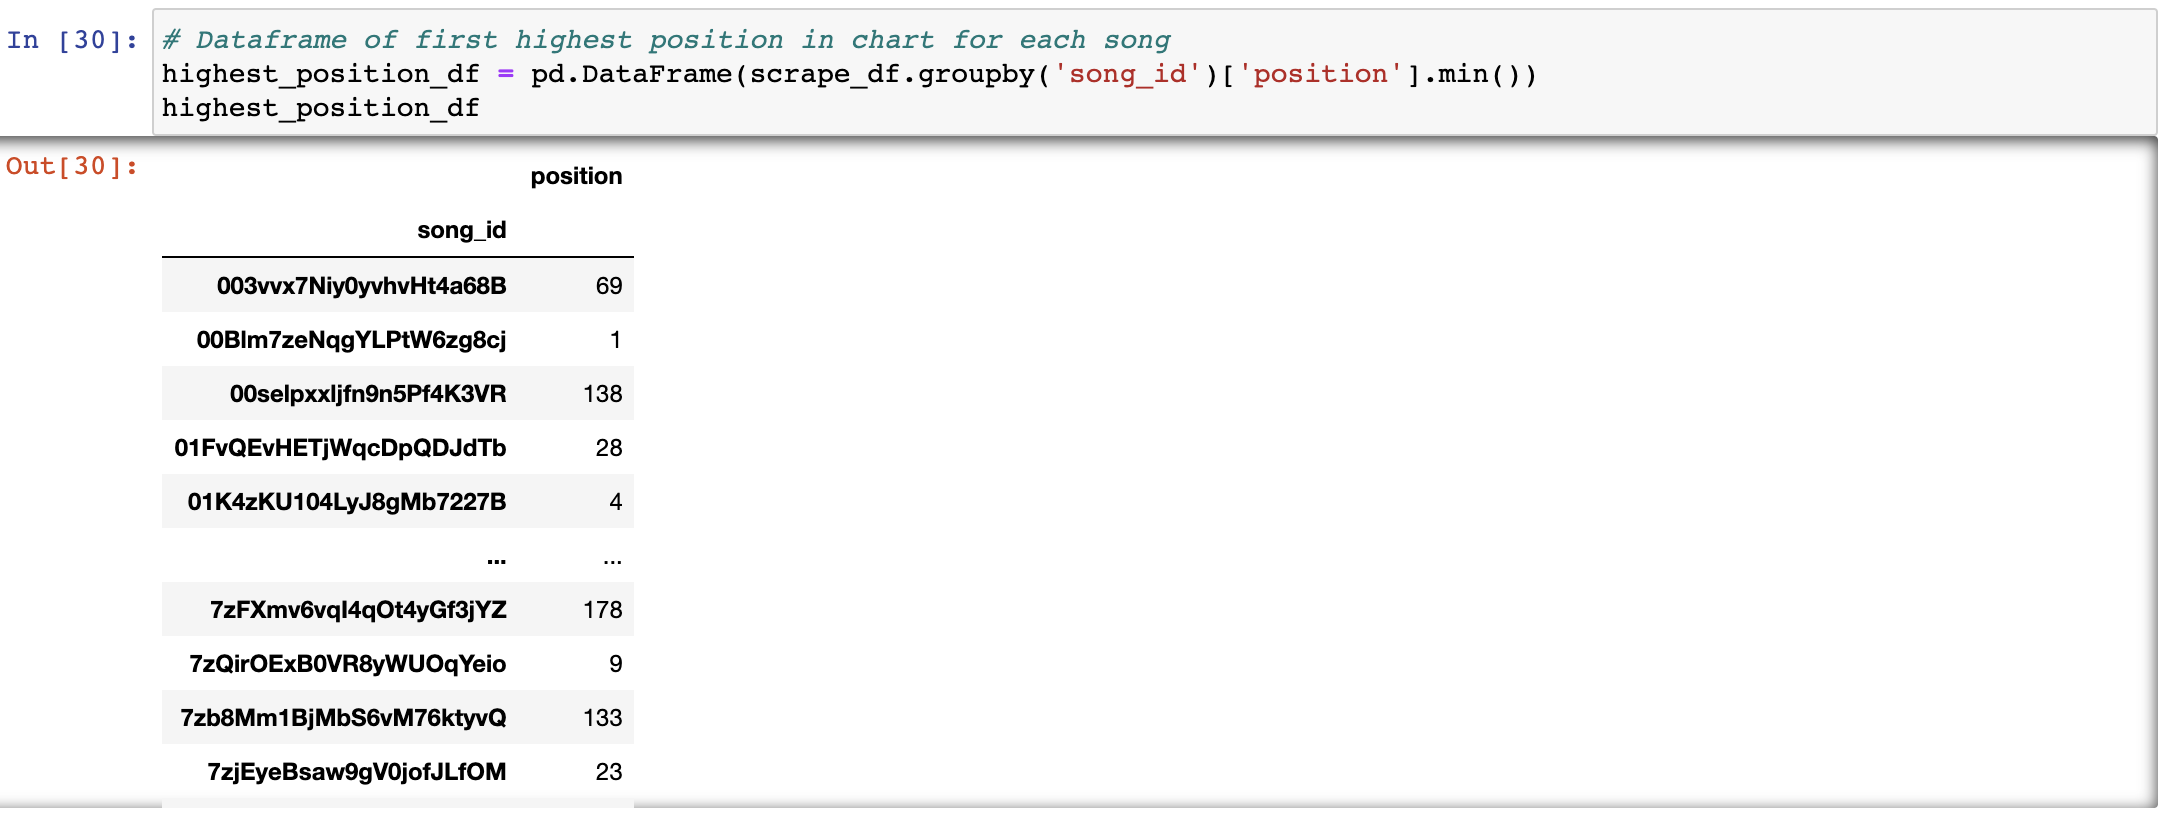 In [30]: # Dataframe of first highest position in chart for each song
highest_position_df = pd.DataFrame(scrape_df.groupby('song_id')['position'].min())
highest_position_df
Out[30]:
position
song_id
003vvx7Niy0yvhvHt4a68B 69
00Blm7zeNqgYLPtW6zg8cj 1
00selpxxljfn9n5Pf4K3VR 138
01FvQEvHETjWqcDpQDJdTb 28
01K4zKU104LyJ8gMb7227B 4
... ...
7zFXmv6vqI4qOt4yGf3jYZ 178
7zQirOExB0VR8yWUOqYeio 9
7zb8Mm1BjMbS6vM76ktyvQ 133
7zjEyeBsaw9gV0jofJLfOM 23